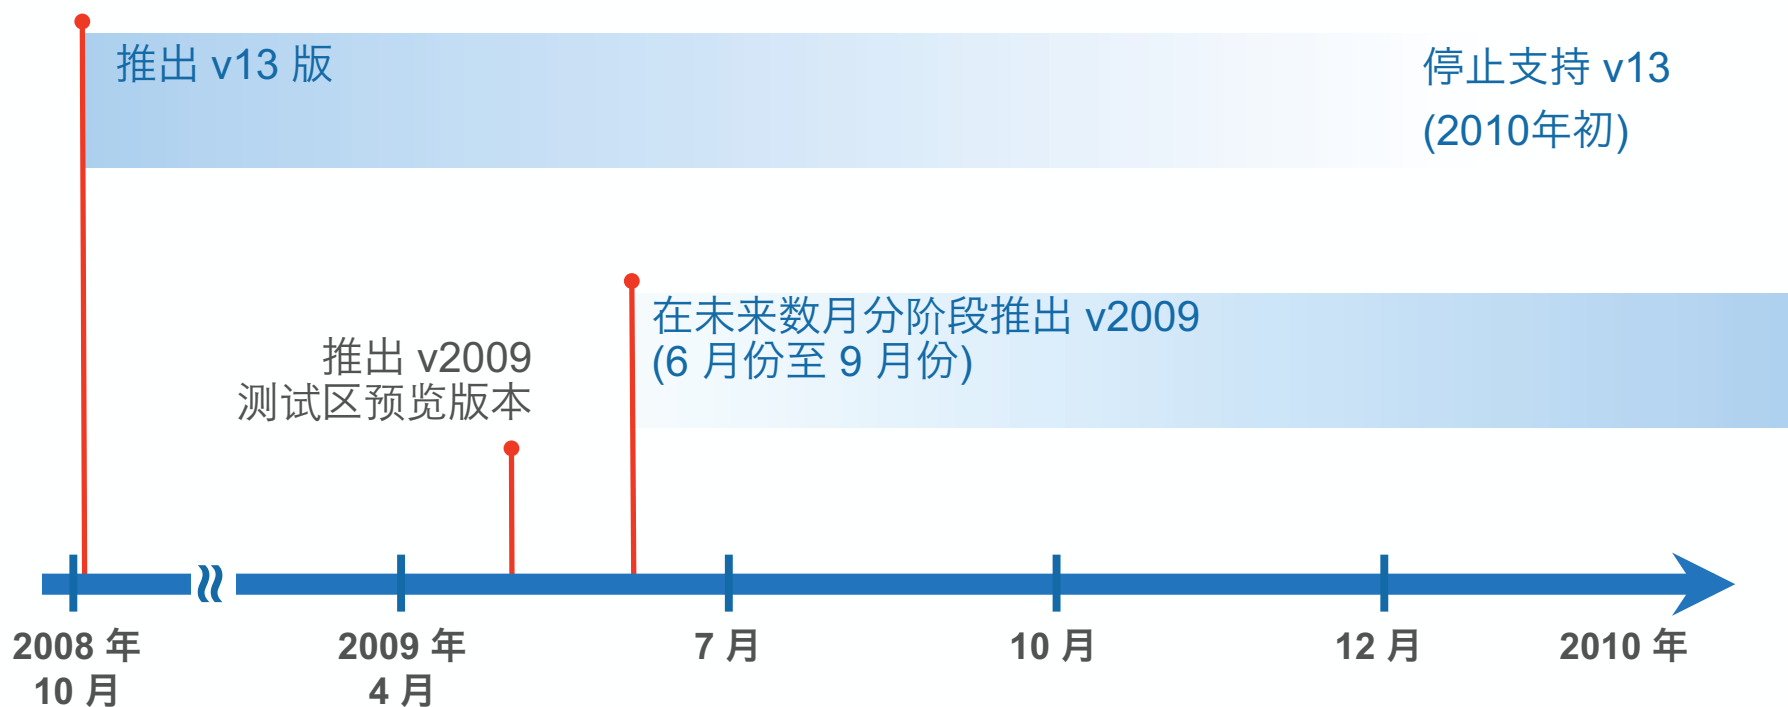 推出 v13 版
停止支持 v13
(2010年初)
在未来数月分阶段推出 v2009
(6 月份至 9 月份)
推出 v2009
测试区预览版本
2008 年
10 月
2009 年
4 月
7 月
10 月
12 月
2010 年